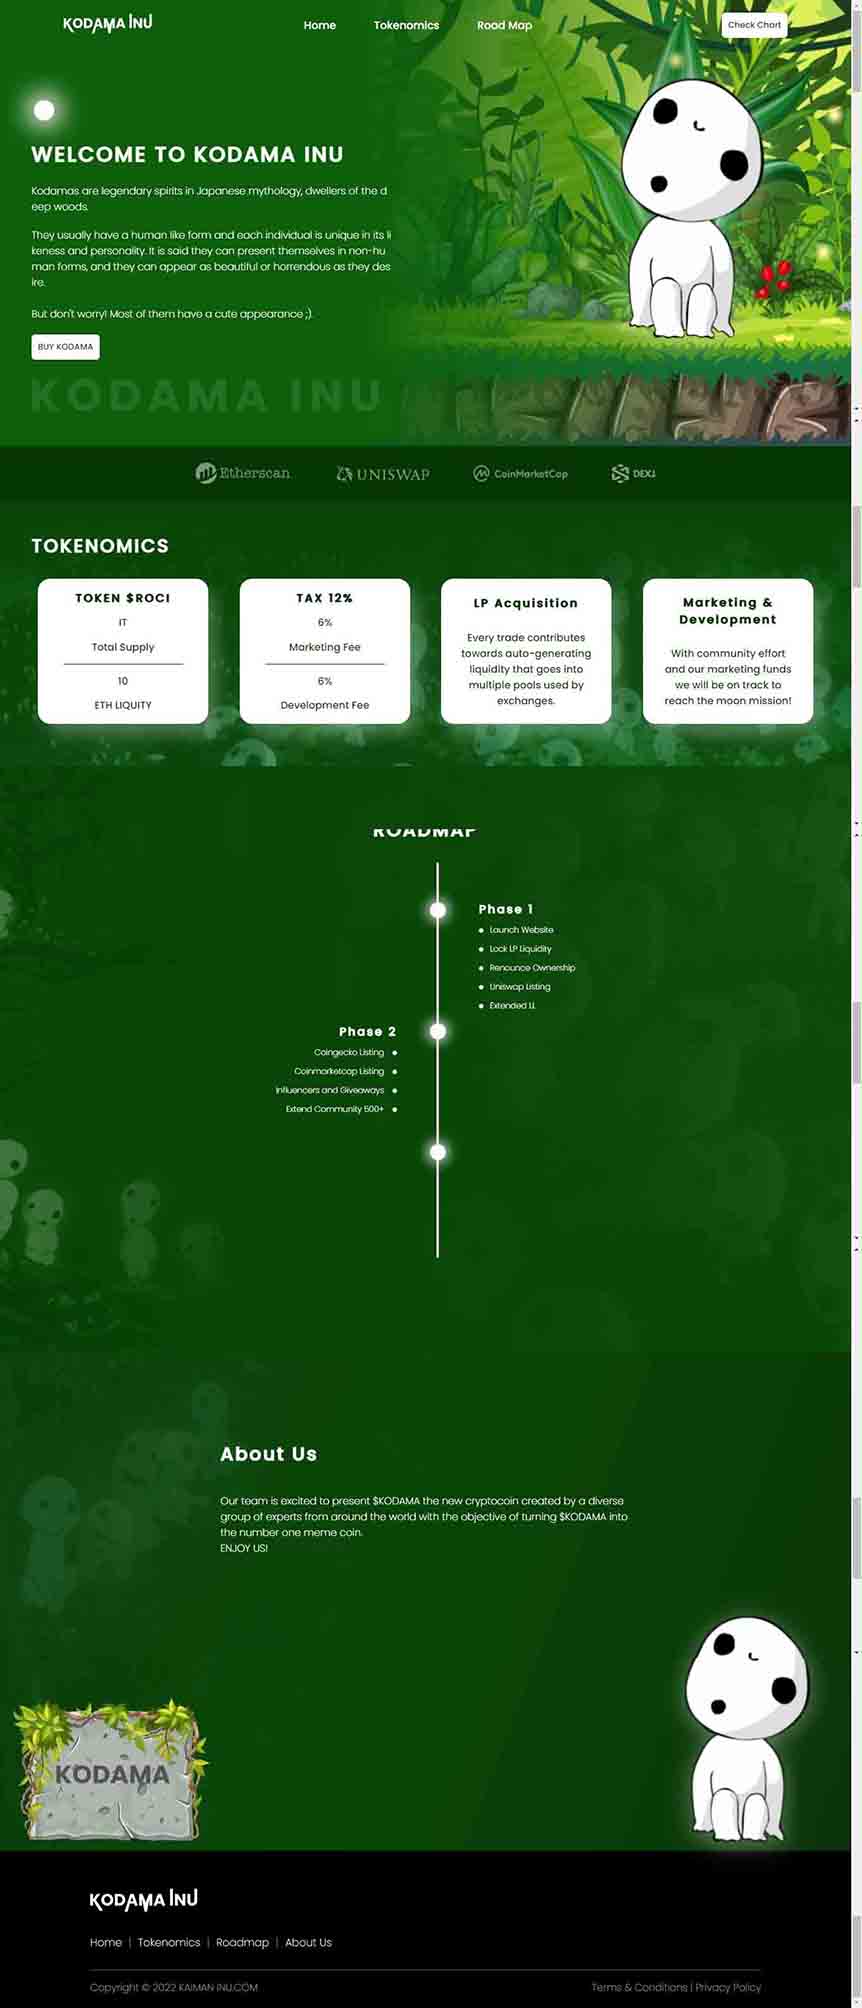 KODAMA INU
Home Tokenomics Road Map
Check Chart
WELCOME TO KODAMA INU
Kodamas are legendary spirits in Japanese mythology, dwellers of the d
eep woods.
They usually have a human like form and each individual is unique in its li
keness and personality. It is said they can present themselves in non-hu
man forms, and they can appear as beautiful or horrendous as they des
ire.
But don't worry! Most of them have a cute appearance ;)
BUY KODAMA
KODAMA INU
Etherscan UNISWAP CoinMarketCap
TOKENOMICS
TOKEN $ROCI
1T
Total Supply
10
ETH LIQUITY
TAX 12%
6%
Marketing Fee
6%
Development Fee
LP Acquisition
Every trade contributes
towards auto-generating
liquidity that goes into
multiple pools used by
exchanges.
Marketing &
Development
With community effort
and our marketing funds
we will be on track to
reach the moon mission!
ROADMAP
Phase 1
Launch Website
Lock LP Liquidity
Renounce Ownership
Uniswap Listing
Extended LL
Phase 2
Coingecko Listing
Coinmarketcap Listing
Influencers and Giveaways
Extend Community 500+
About Us
Our team is excited to present $KODAMA the new cryptocoin created by a diverse
group of experts from around the world with the objective of turning $KODAMA into
the number one meme coin.
ENJOY US!
KODAMA
KODAMA INU
Home | Tokenomics | Roadmap | About Us
Copyright © 2022 KAIMAN INU.COM
Terms & Conditions | Privacy Policy